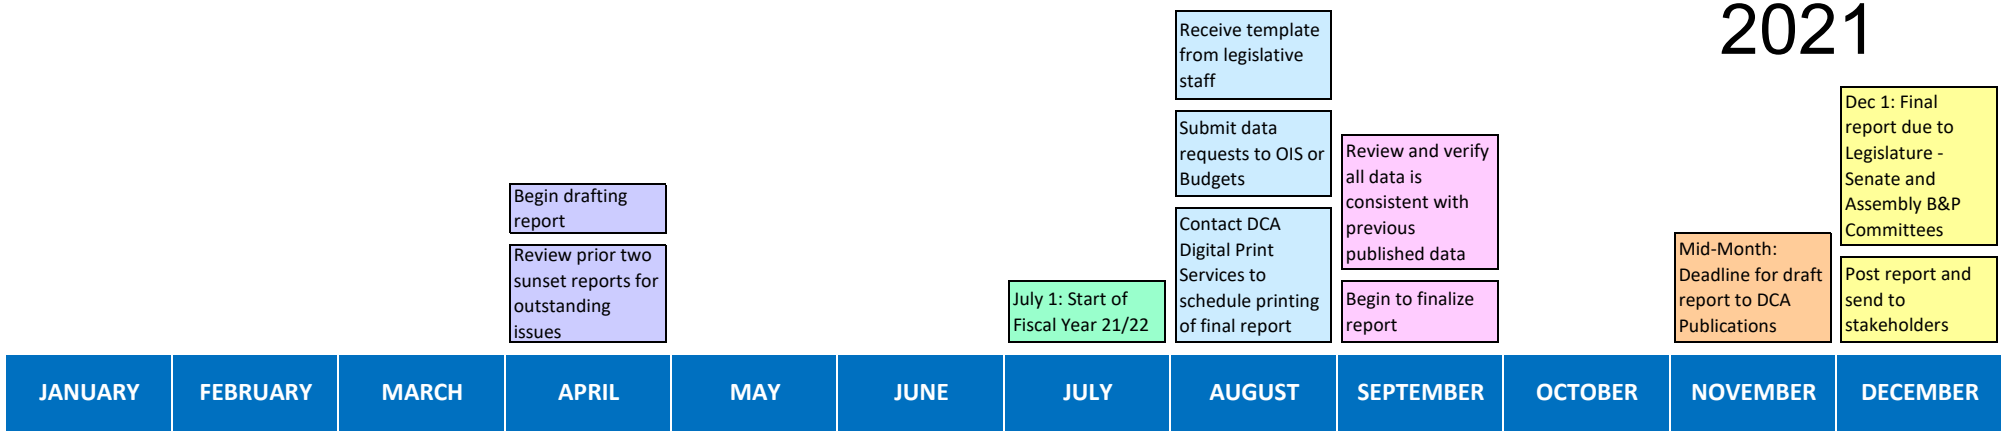 2021
Begin drafting
report
Review prior two
sunset reports for
outstanding
issues
July 1: Start of
Fiscal Year 21/22
Receive template
from legislative
staff
Submit data
requests to OIS or
Budgets
Contact DCA
Digital Print
Services to
schedule printing
of final report
Review and verify
all data is
consistent with
previous
published data
Begin to finalize
report
Mid-Month:
Deadline for draft
report to DCA
Publications
Dec 1: Final
report due to
Legislature -
Senate and
Assembly B&P
Committees
Post report and
send to
stakeholders
JANUARY
FEBRUARY
MARCH
APRIL
MAY
JUNE
JULY
AUGUST
SEPTEMBER
OCTOBER
NOVEMBER
DECEMBER